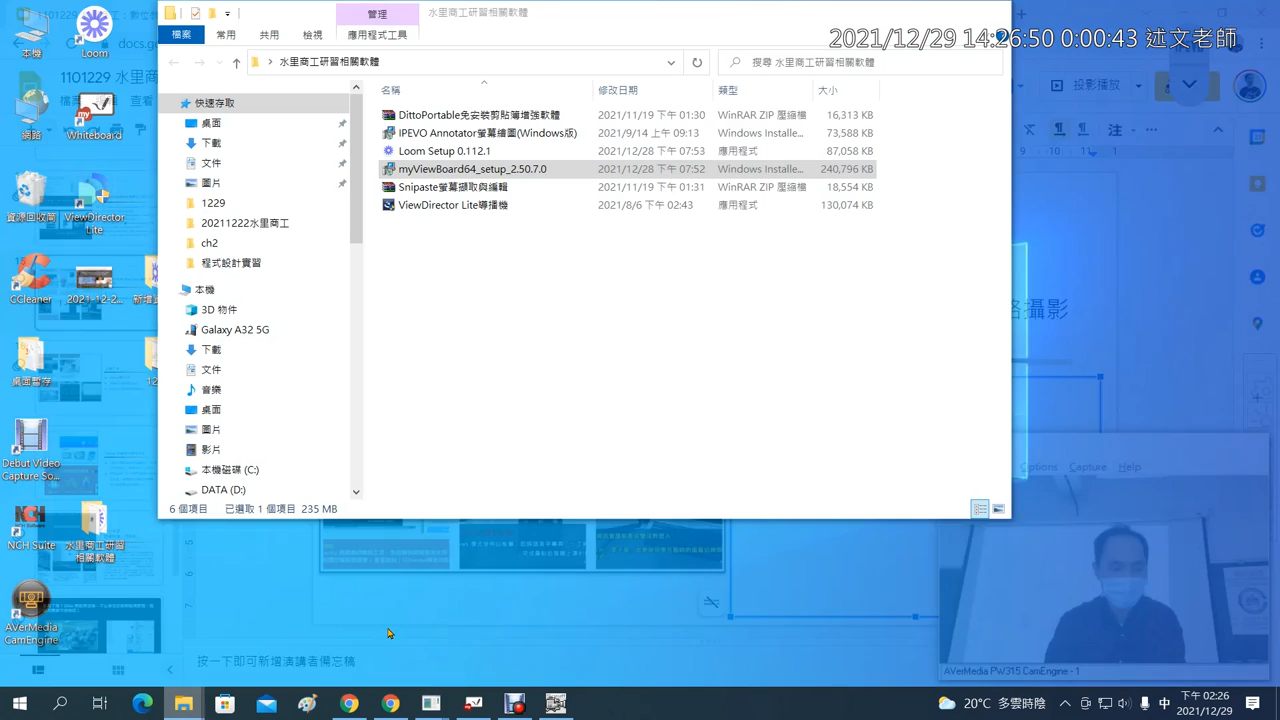 管理
水里商工研習相關軟體
檔案
常用
共用
檢視
應用程式工具
2021/12/29 14:26:50 0:00:43 述文老師
水里商工研習相關軟體
搜尋 水里商工研習相關軟體
快速存取
桌面
下載
文件
圖片
1229
20211222水里商工
ch2
程式設計實習
本機
3D 物件
Galaxy A32 5G
下載
文件
音樂
桌面
圖片
影片
本機磁碟 (C:)
DATA (D:)
名稱
修改日期
類型
大小
DittoPortable免安裝剪貼簿增強軟體 2021/11/19 下午 01:30 WinRAR ZIP 壓縮檔 16,313 KB
IPEVO Annotator螢幕繪圖(Windows版) 2021/9/14 上午 09:13 Windows Installe... 73,588 KB
Loom Setup 0.112.1 2021/12/28 下午 07:53 應用程式 87,058 KB
myViewBoard64_setup_2.50.7.0 2021/12/28 下午 07:52 Windows Installe... 240,796 KB
Snipaste螢幕擷取與編輯 2021/11/19 下午 01:31 WinRAR ZIP 壓縮檔 18,554 KB
ViewDirector Lite導播機 2021/8/6 下午 02:43 應用程式 130,074 KB
6 個項目 已選取 1 個項目 235 MB
本機
Loom
網路
my
Whiteboard
資源回收筒
ViewDirector
Lite
CCleaner
2021-12-2...
桌面暫存
Debut Video
Capture So...
NCH Suite
水里商工研習
相關軟體
AVerMedia
CamEngine
投影播放
Options Capture Help
AVerMedia PW315 CamEngine - 1
按一下即可新增演講者備忘稿
20°C 多雲時陰
中
下午 02:26
2021/12/29